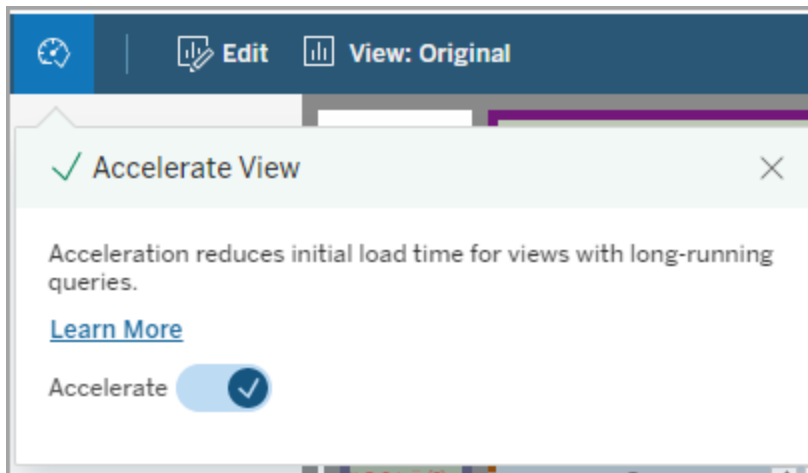 Edit
View: Original
Accelerate View
Acceleration reduces initial load time for views with long-running
queries.
Learn More
Accelerate